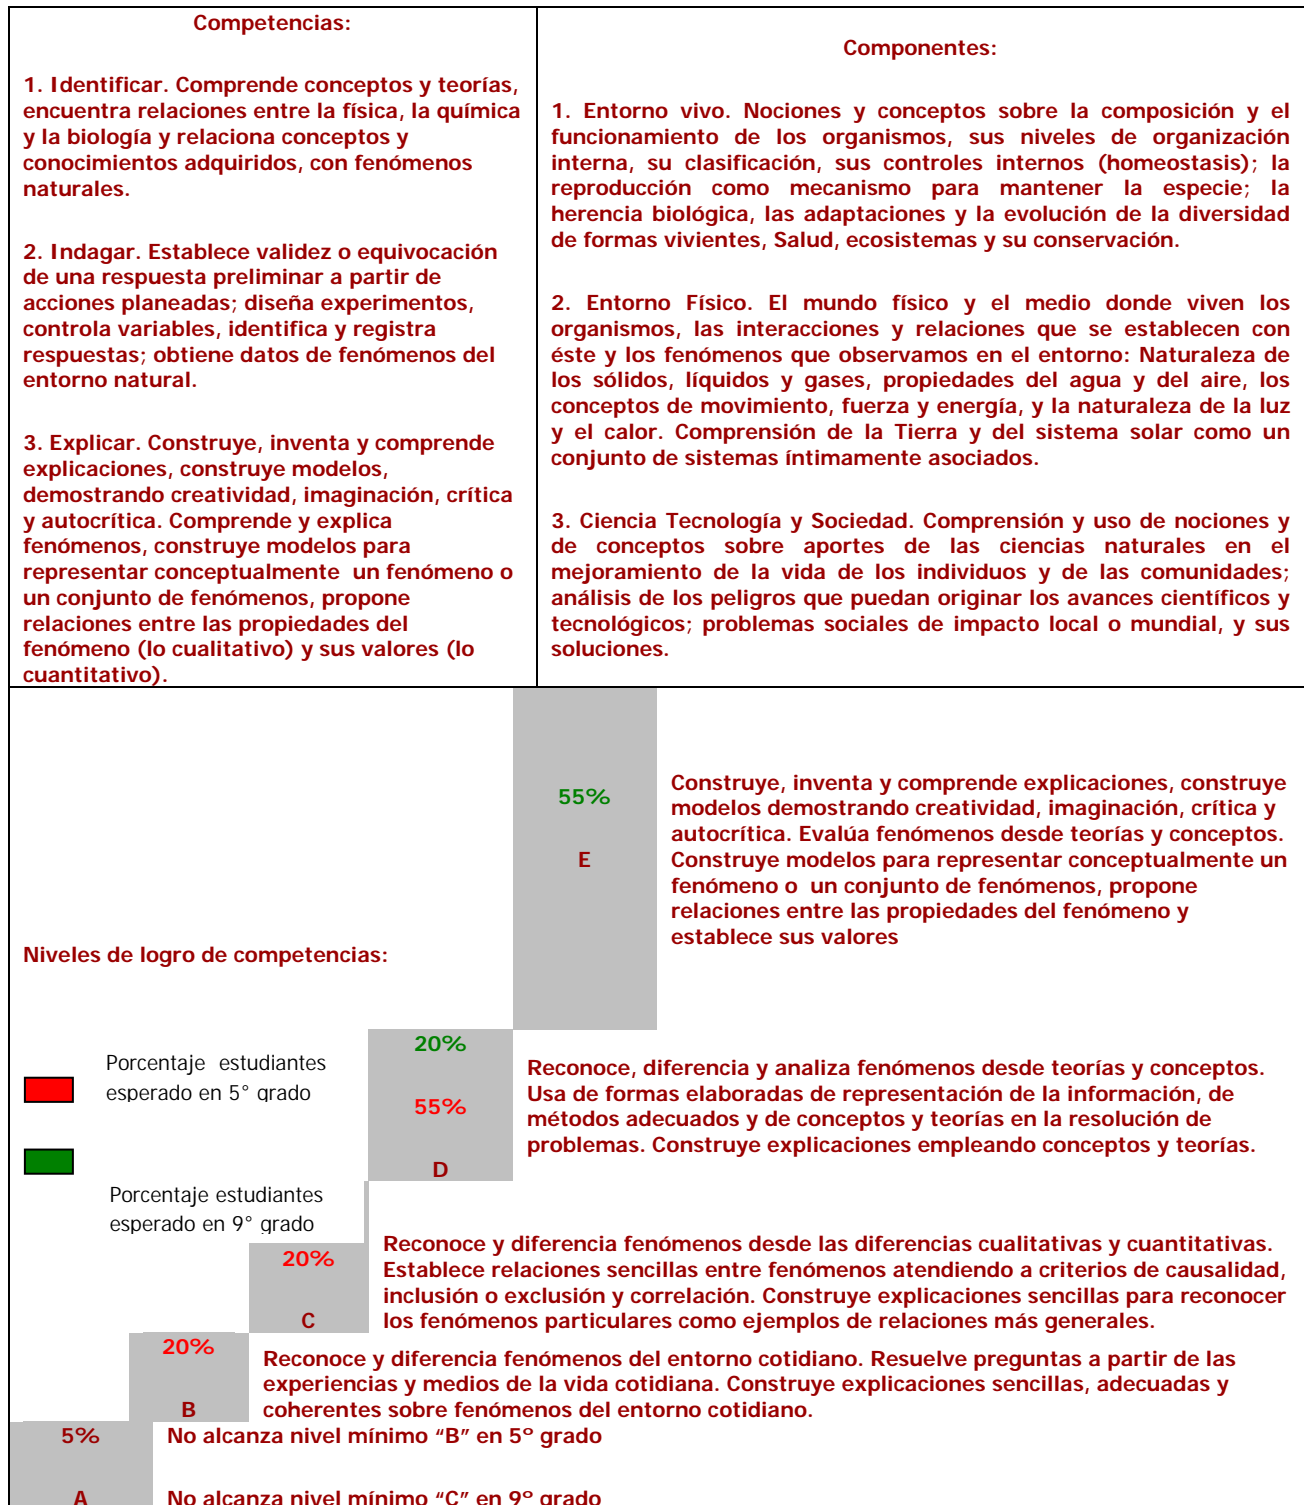 Competencias:
1. Identificar. Comprende conceptos y teorías,
encuentra relaciones entre la física, la química
y la biología y relaciona conceptos y
conocimientos adquiridos, con fenómenos
naturales.
2. Indagar. Establece validez o equivocación
de una respuesta preliminar a partir de
acciones planeadas; diseña experimentos,
controla variables, identifica y registra
respuestas; obtiene datos de fenómenos del
entorno natural.
3. Explicar. Construye, inventa y comprende
explicaciones, construye modelos,
demostrando creatividad, imaginación, crítica
y autocrítica. Comprende y explica
fenómenos, construye modelos para
representar conceptualmente  un fenómeno o
un conjunto de fenómenos, propone
relaciones entre las propiedades del
fenómeno (lo cualitativo) y sus valores (lo
cuantitativo).
Componentes:
1. Entorno vivo. Nociones y conceptos sobre la composición y el
funcionamiento de los organismos, sus niveles de organización
interna, su clasificación, sus controles internos (homeostasis); la
reproducción como mecanismo para mantener la especie; la
herencia biológica, las adaptaciones y la evolución de la diversidad
de formas vivientes, Salud, ecosistemas y su conservación.
2. Entorno Físico. El mundo físico y el medio donde viven los
organismos, las interacciones y relaciones que se establecen con
éste y los fenómenos que observamos en el entorno: Naturaleza de
los sólidos, líquidos y gases, propiedades del agua y del aire, los
conceptos de movimiento, fuerza y energía, y la naturaleza de la luz
y el calor. Comprensión de la Tierra y del sistema solar como un
conjunto de sistemas íntimamente asociados.
3. Ciencia Tecnología y Sociedad. Comprensión y uso de nociones y
de conceptos sobre aportes de las ciencias naturales en el
mejoramiento de la vida de los individuos y de las comunidades;
análisis de los peligros que puedan originar los avances científicos y
tecnológicos; problemas sociales de impacto local o mundial, y sus
soluciones.
55%
E
Construye, inventa y comprende explicaciones, construye
modelos demostrando creatividad, imaginación, crítica y
autocrítica. Evalúa fenómenos desde teorías y conceptos.
Construye modelos para representar conceptualmente un
fenómeno o  un conjunto de fenómenos, propone
relaciones entre las propiedades del fenómeno y
establece sus valores
Niveles de logro de competencias:
Porcentaje  estudiantes
esperado en 5° grado
Porcentaje estudiantes
esperado en 9° grado
20%
55%
D
Reconoce, diferencia y analiza fenómenos desde teorías y conceptos.
Usa de formas elaboradas de representación de la información, de
métodos adecuados y de conceptos y teorías en la resolución de
problemas. Construye explicaciones empleando conceptos y teorías.
20%
C
Reconoce y diferencia fenómenos desde las diferencias cualitativas y cuantitativas.
Establece relaciones sencillas entre fenómenos atendiendo a criterios de causalidad,
inclusión o exclusión y correlación. Construye explicaciones sencillas para reconocer
los fenómenos particulares como ejemplos de relaciones más generales.
20%
B
Reconoce y diferencia fenómenos del entorno cotidiano. Resuelve preguntas a partir de las
experiencias y medios de la vida cotidiana. Construye explicaciones sencillas, adecuadas y
coherentes sobre fenómenos del entorno cotidiano.
5%
A
No alcanza nivel mínimo “B” en 5º grado
No alcanza nivel mínimo “C” en 9º grado